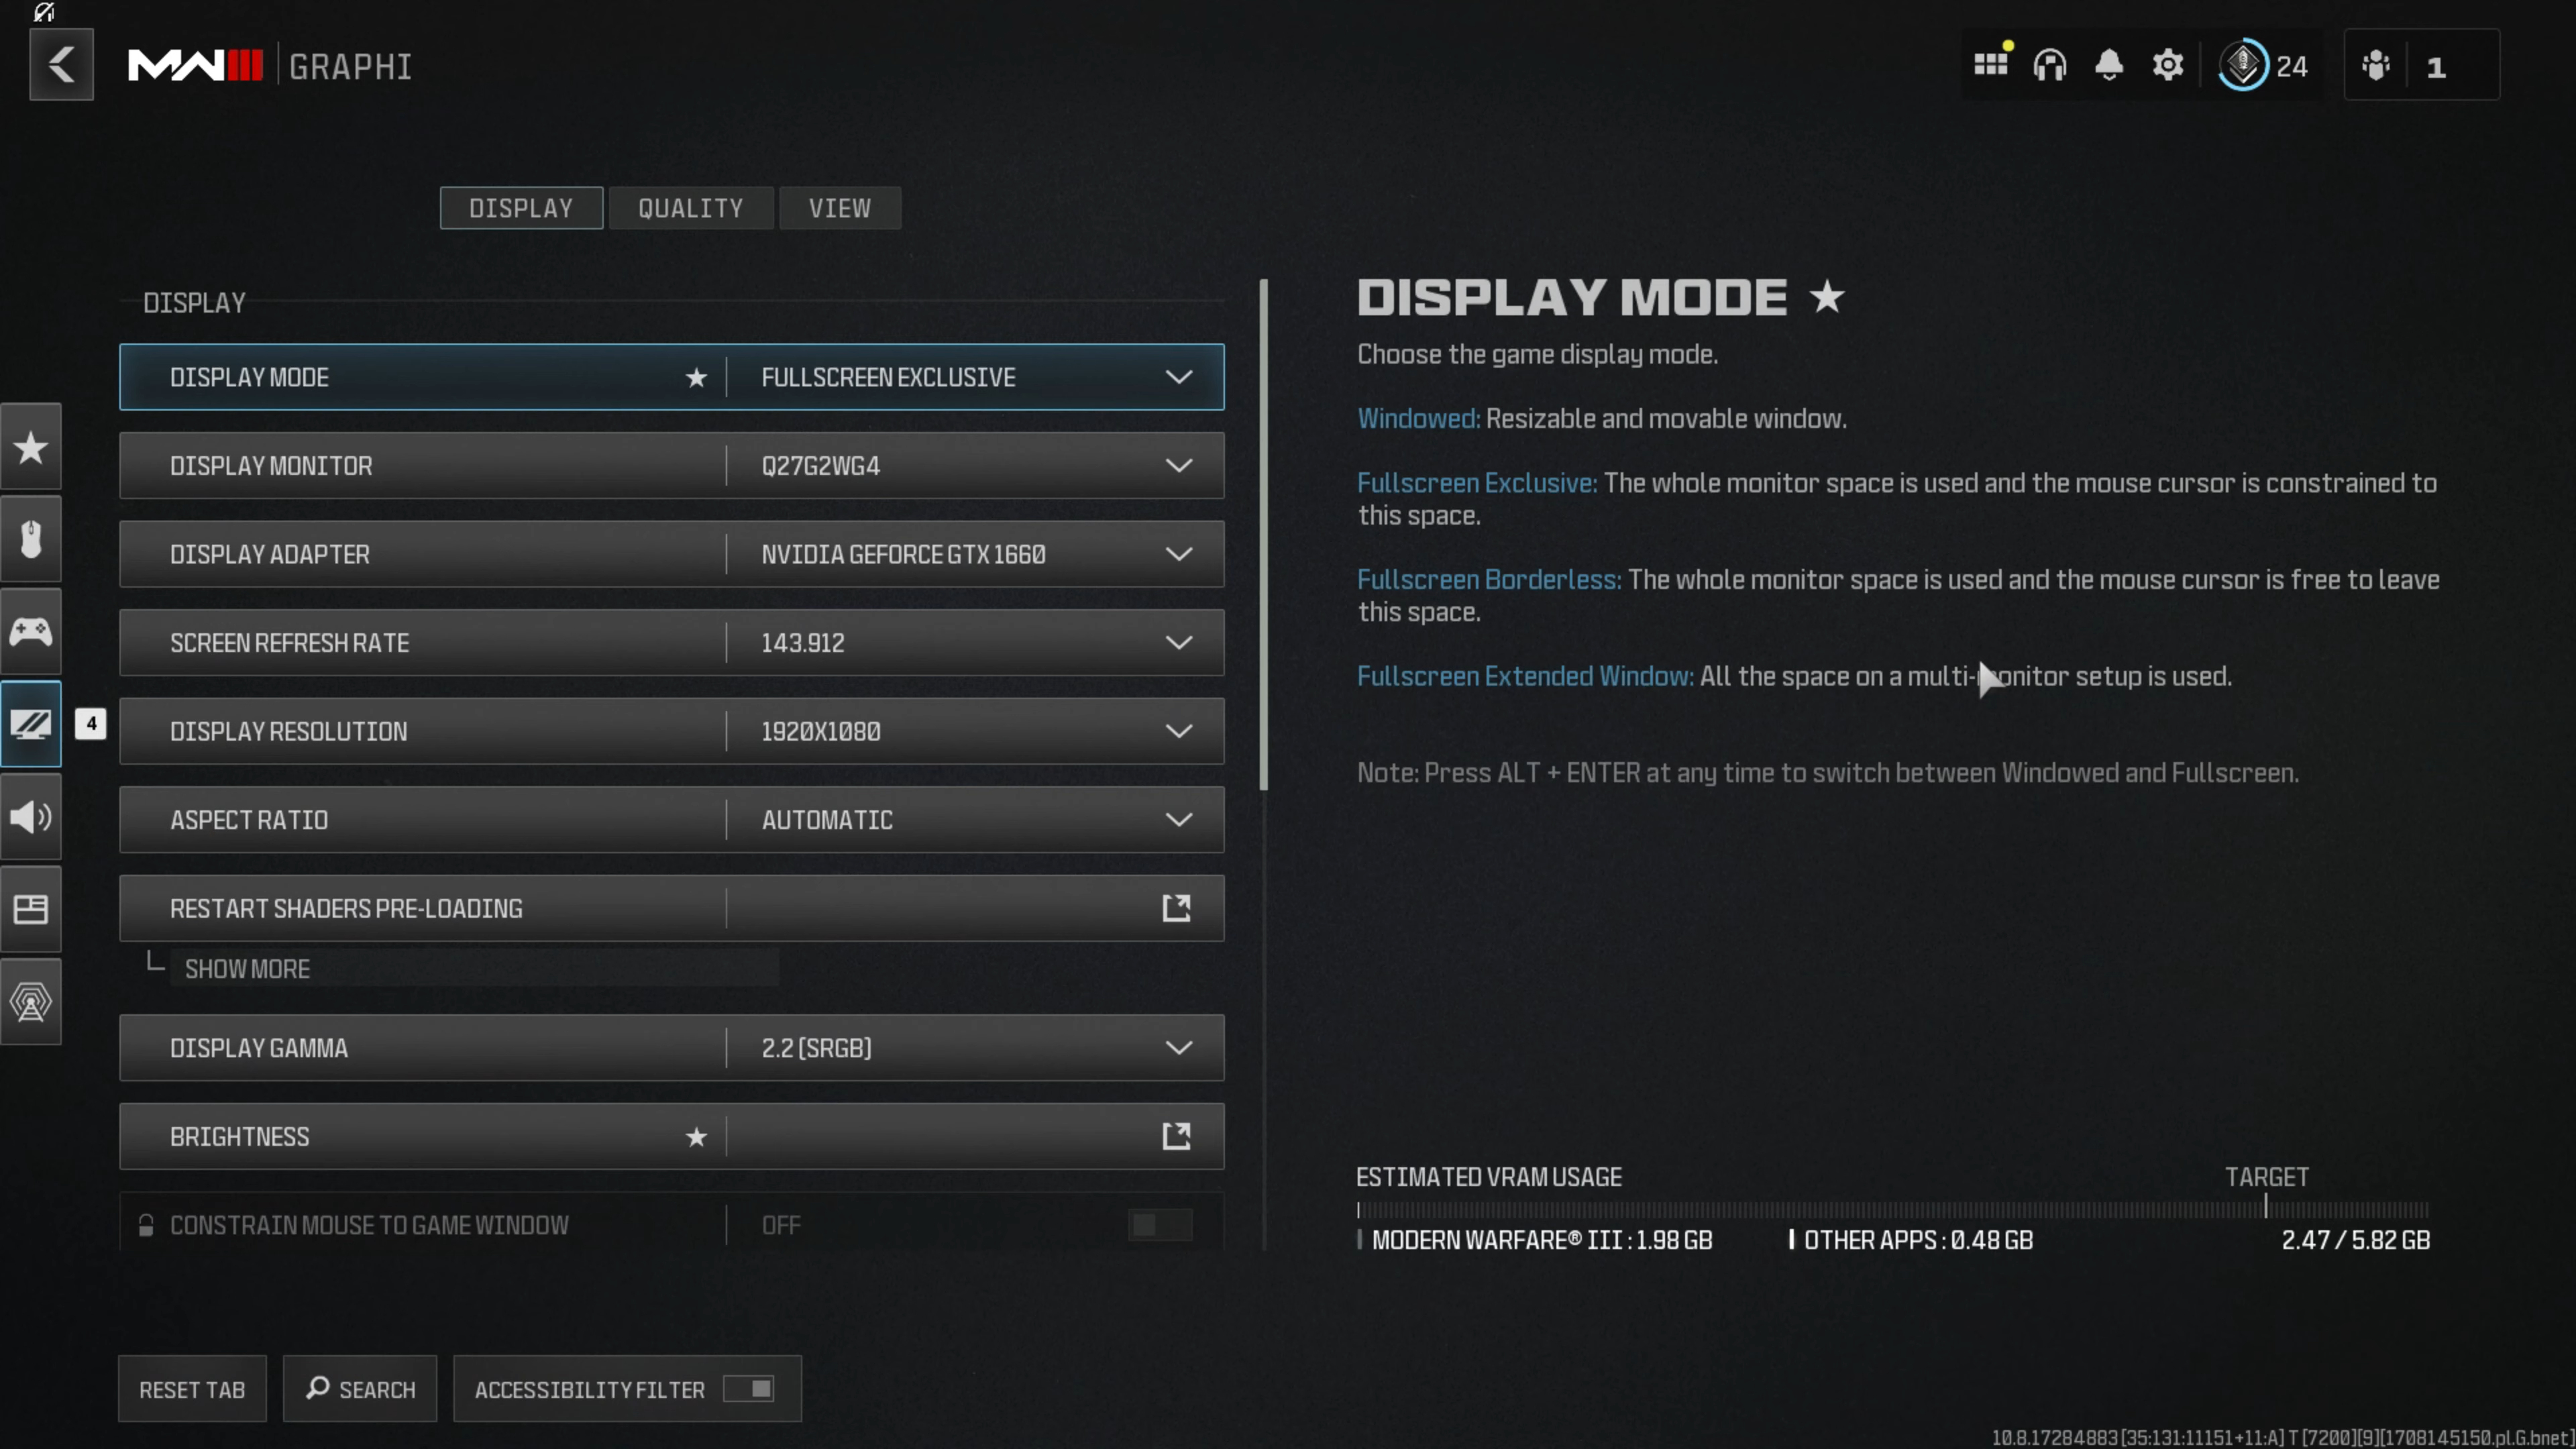 MWIII GRAPHI
24
1
DISPLAY QUALITY VIEW
DISPLAY
DISPLAY MODE FULLSCREEN EXCLUSIVE
DISPLAY MONITOR Q27G2WG4
DISPLAY ADAPTER NVIDIA GEFORCE GTX 1660
SCREEN REFRESH RATE 143.912
4
DISPLAY RESOLUTION 1920X1080
ASPECT RATIO AUTOMATIC
RESTART SHADERS PRE-LOADING
SHOW MORE
DISPLAY GAMMA 2.2 (SRGB)
BRIGHTNESS
CONSTRAIN MOUSE TO GAME WINDOW OFF
RESET TAB SEARCH ACCESSIBILITY FILTER
DISPLAY MODE
Choose the game display mode.
Windowed: Resizable and movable window.
Fullscreen Exclusive: The whole monitor space is used and the mouse cursor is constrained to
this space.
Fullscreen Borderless: The whole monitor space is used and the mouse cursor is free to leave
this space.
Fullscreen Extended Window: All the space on a multi-monitor setup is used.
Note: Press ALT + ENTER at any time to switch between Windowed and Fullscreen.
ESTIMATED VRAM USAGE TARGET
MODERN WARFARE® III : 1.98 GB OTHER APPS : 0.48 GB 2.47 / 5.82 GB
10.8.17284883 [35:131:11151+11:A] T [7200][9][1708145150.pl.G.bnet]